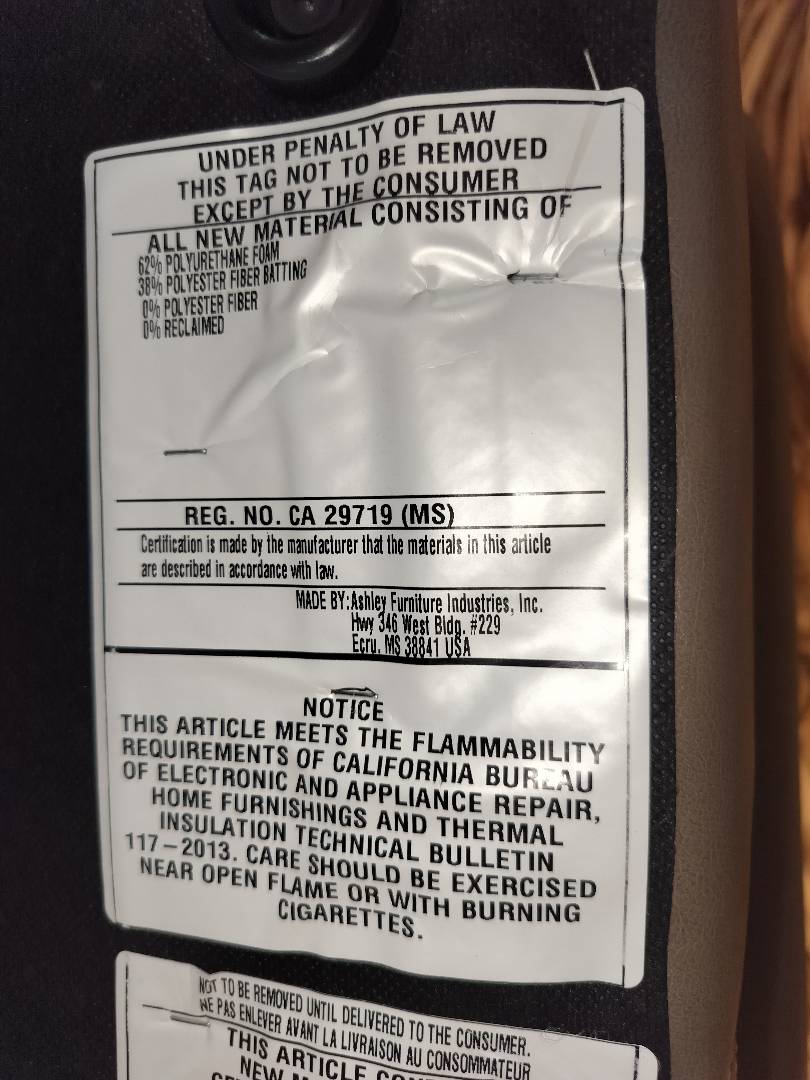 UNDER PENALTY OF LAW
THIS TAG NOT TO BE REMOVED
EXCEPT BY THE CONSUMER
ALL NEW MATERIAL CONSISTING OF
62% POLYURETHANE FOAM
38% POLYESTER FIBER BATTING
0% POLYESTER FIBER
0% RECLAIMED
REG. NO. CA 29719 (MS)
Certification is made by the manufacturer that the materials in this article
are described in accordance with law.
MADE BY:Ashley Furniture Industries, Inc.
Hwy 346 West Bldg. #229
Ecru, MS 38841 USA
NOTICE
THIS ARTICLE MEETS THE FLAMMABILITY
REQUIREMENTS OF CALIFORNIA BUREAU
OF ELECTRONIC AND APPLIANCE REPAIR,
HOME FURNISHINGS AND THERMAL
INSULATION TECHNICAL BULLETIN
117-2013. CARE SHOULD BE EXERCISED
NEAR OPEN FLAME OR WITH BURNING
CIGARETTES.
NOT TO BE REMOVED UNTIL DELIVERED TO THE CONSUMER.
NE PAS ENLEVER AVANT LA LIVRAISON AU CONSOMMATEUR
THIS ARTICLE
NEW